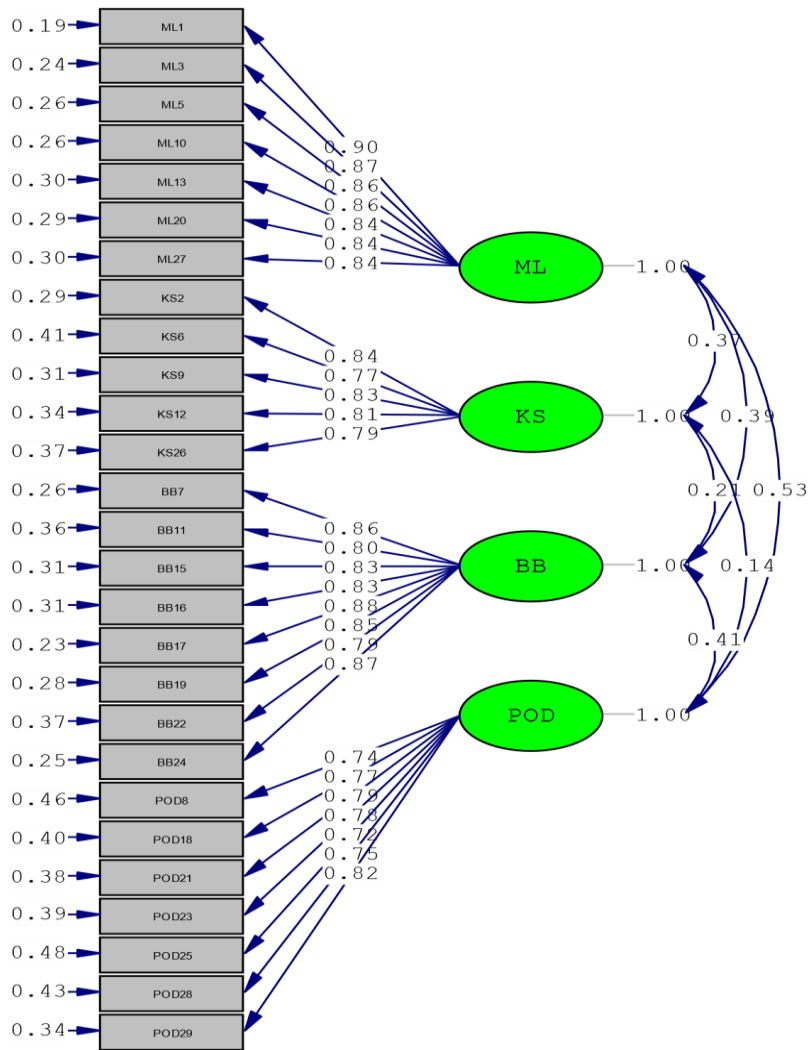 0.19 ML1
0.24 ML3
0.26 ML5
0.26 ML10
0.30 ML13
0.29 ML20
0.30 ML27
0.29 KS2
0.41 KS6
0.31 KS9
0.34 KS12
0.37 KS26
0.26 BB7
0.36 BB11
0.31 BB15
0.31 BB16
0.23 BB17
0.28 BB19
0.37 BB22
0.25 BB24
0.46 POD8
0.40 POD18
0.38 POD21
0.39 POD23
0.48 POD25
0.43 POD28
0.34 POD29
0.90
0.87
0.86
0.86
0.84
0.84
0.84
0.84
0.77
0.83
0.81
0.79
0.86
0.80
0.83
0.83
0.88
0.85
0.79
0.87
0.74
0.77
0.79
0.78
0.72
0.75
0.82
ML 1.00
KS 1.00
BB 1.00
POD 1.00
0.37
0.39
0.21 0.53
0.14
0.41